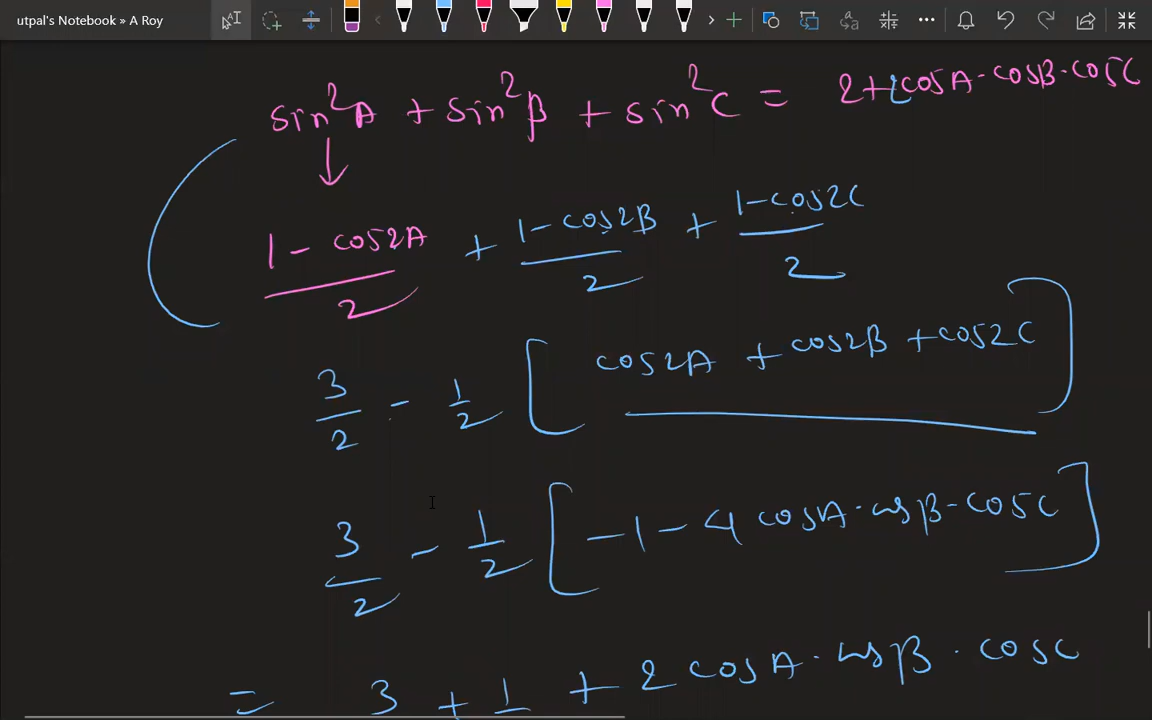 utpal's Notebook » A Roy
sin²A + sin²B + sin²C = 2+2cosA·cosB·cosC
1 - cos2A / 2 + 1 - cos2B / 2 + 1-cos2C / 2
3/2 - 1/2 [ cos2A + cos2B + cos2C ]
3/2 - 1/2 [ -1 - 4 cosA·cosB·cosC ]
= 3 + 1 + 2 cosA·cosB·cosC